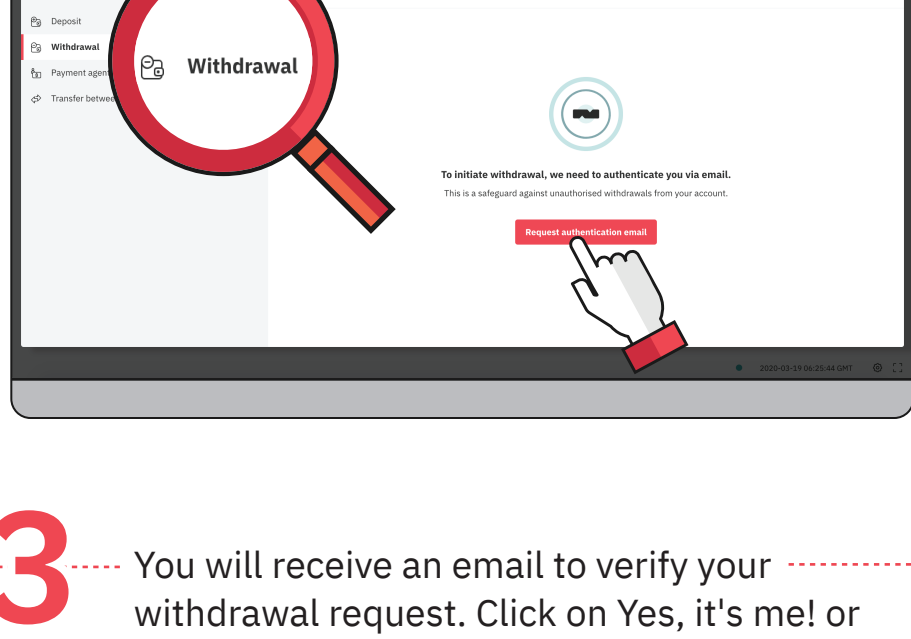 Deposit
Withdrawal
Payment agent
Transfer betwee
Withdrawal
To initiate withdrawal, we need to authenticate you via email.
This is a safeguard against unauthorised withdrawals from your account.
Request authentication email
2020-03-19 06:25:44 GMT
3
You will receive an email to verify your
withdrawal request. Click on Yes, it's me! or